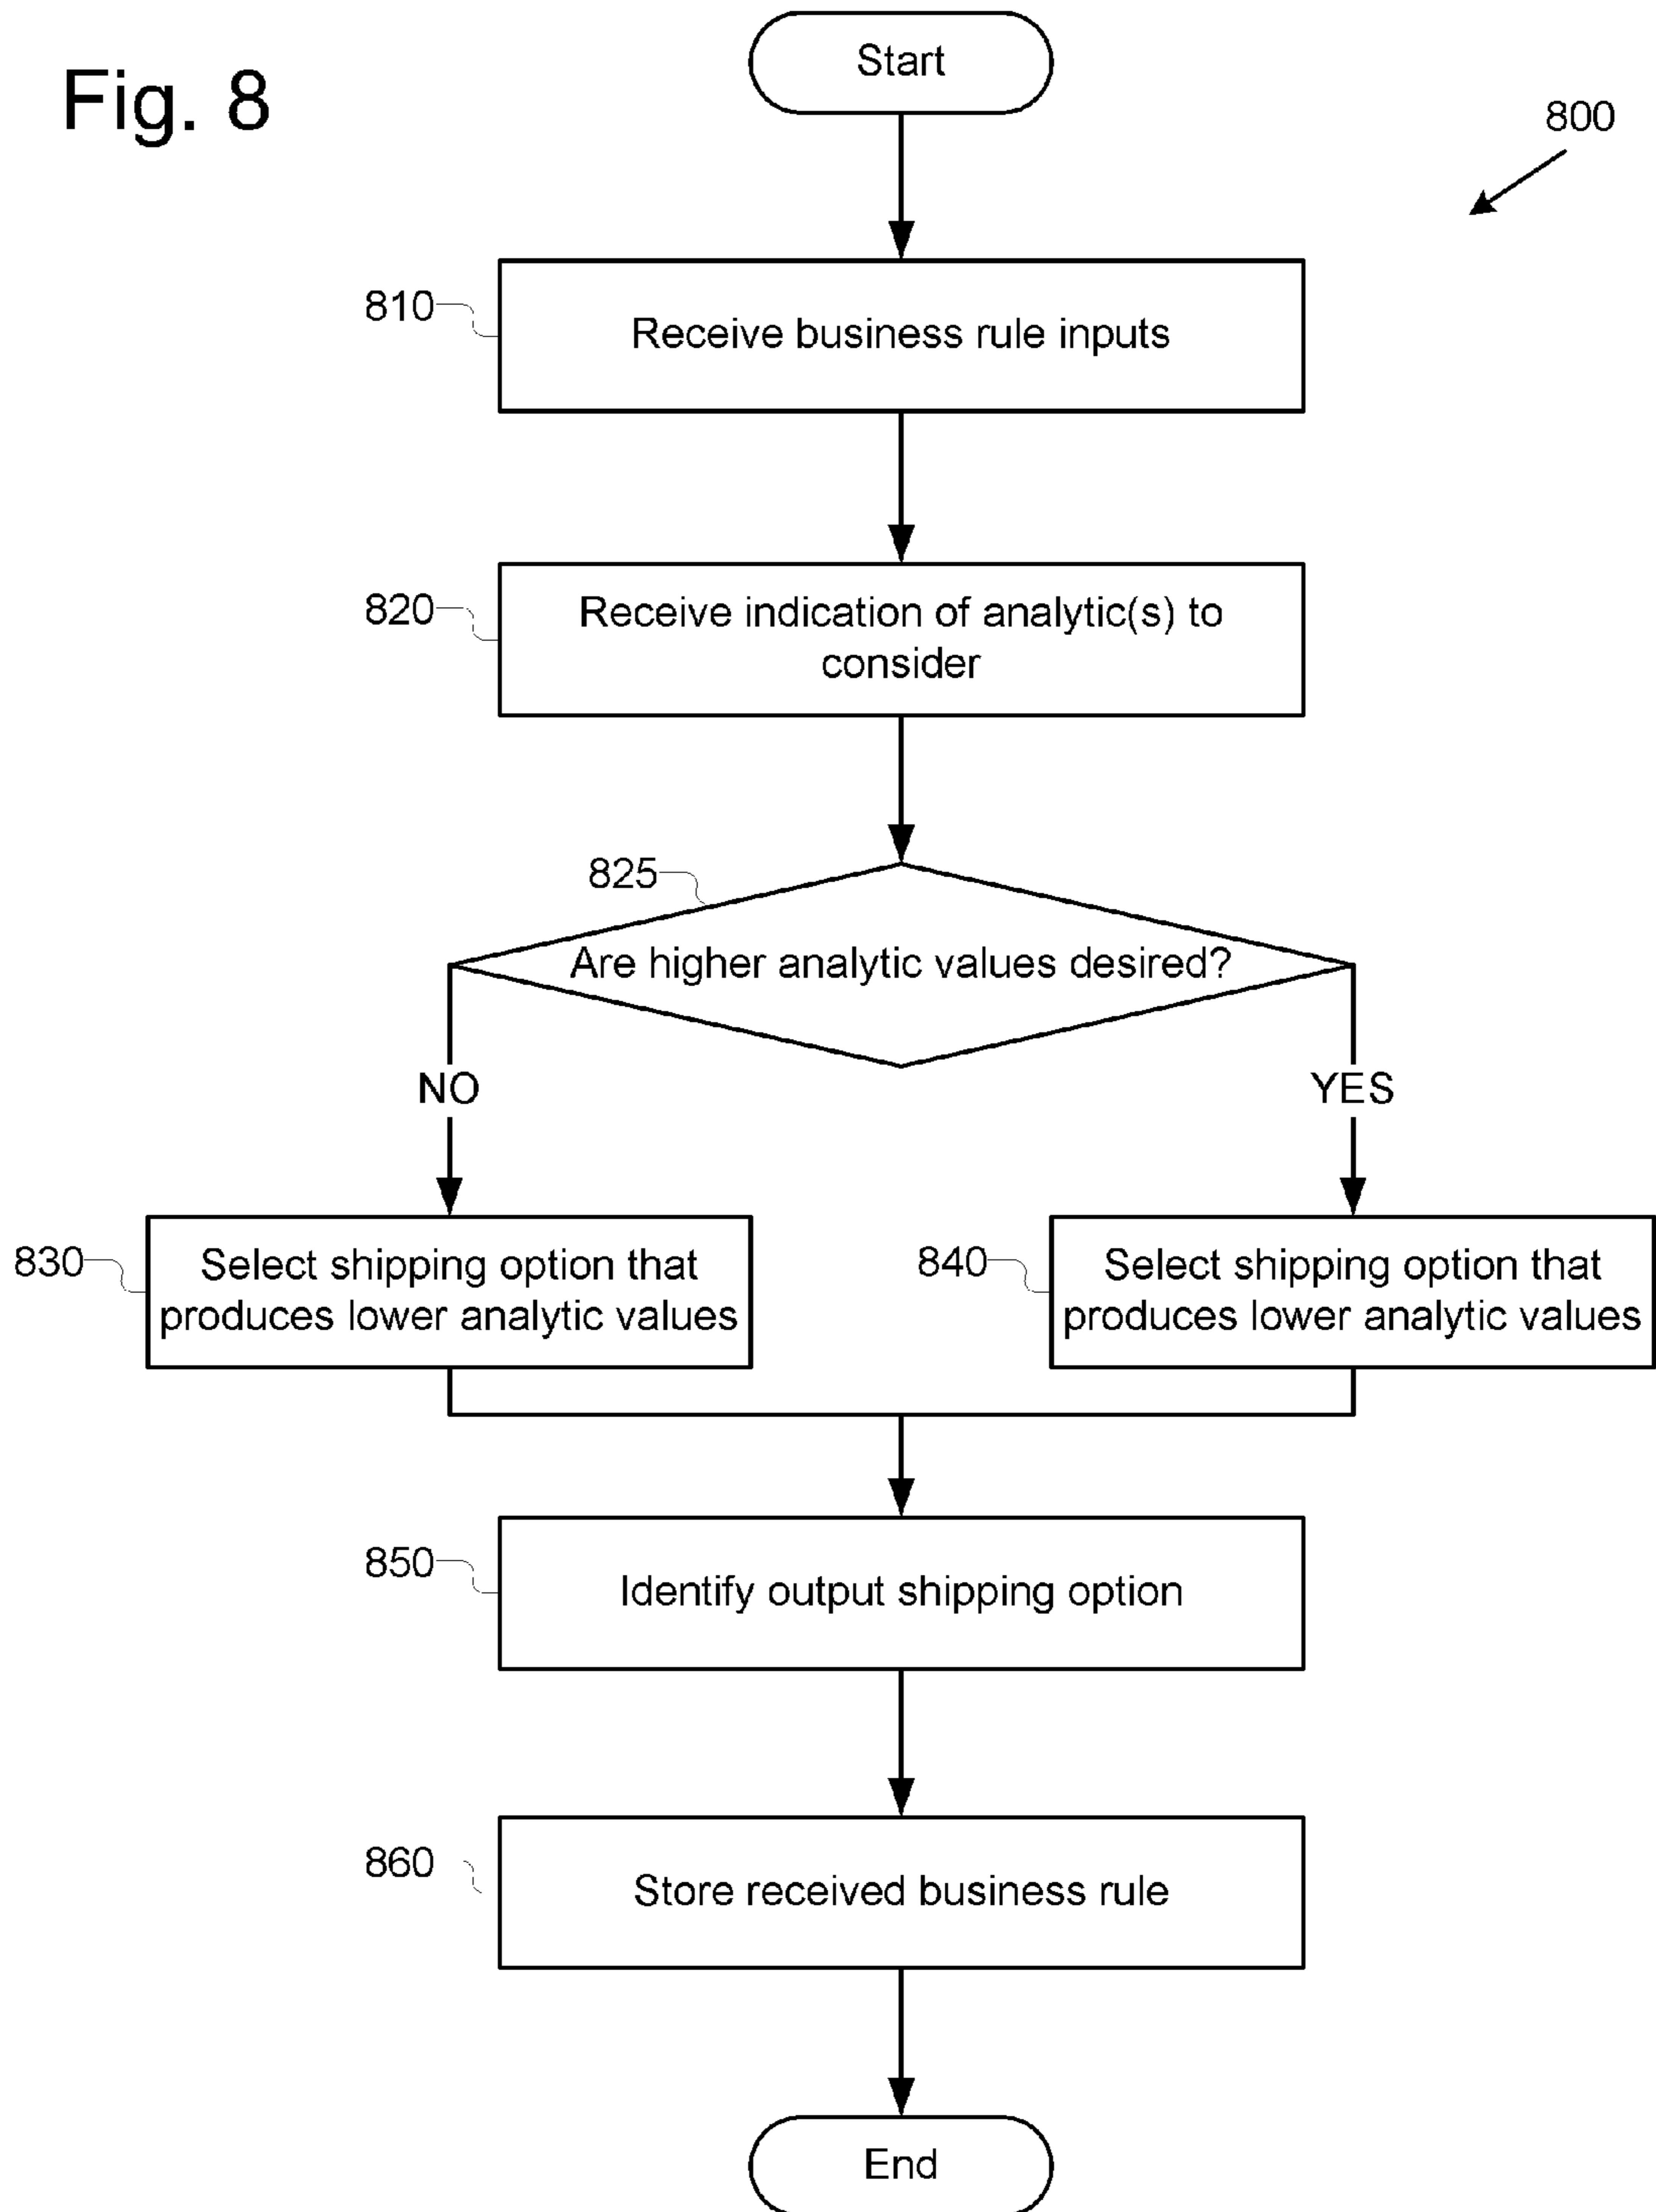 Fig. 8
Start
800
810
Receive business rule inputs
820
Receive indication of analytic(s) to
consider
825
Are higher analytic values desired?
NO
YES
830
Select shipping option that
produces lower analytic values
840
Select shipping option that
produces lower analytic values
850
Identify output shipping option
860
Store received business rule
End